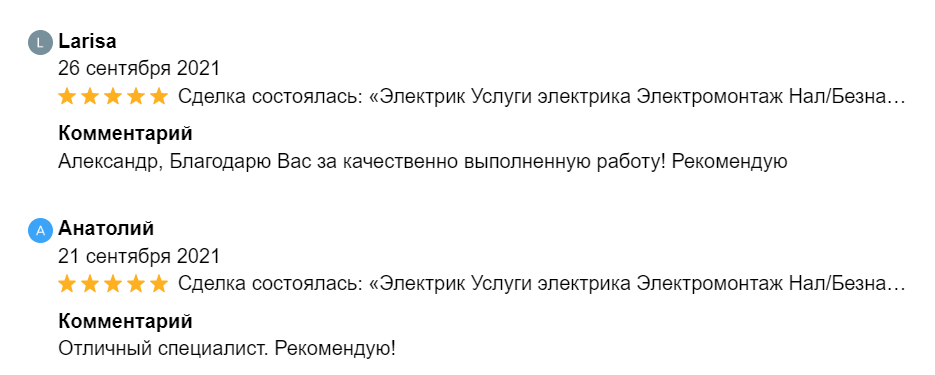 L Larisa
26 сентября 2021
Сделка состоялась: «Электрик Услуги электрика Электромонтаж Нал/Безна…
Комментарий
Александр, Благодарю Вас за качественно выполненную работу! Рекомендую
А Анатолий
21 сентября 2021
Сделка состоялась: «Электрик Услуги электрика Электромонтаж Нал/Безна…
Комментарий
Отличный специалист. Рекомендую!